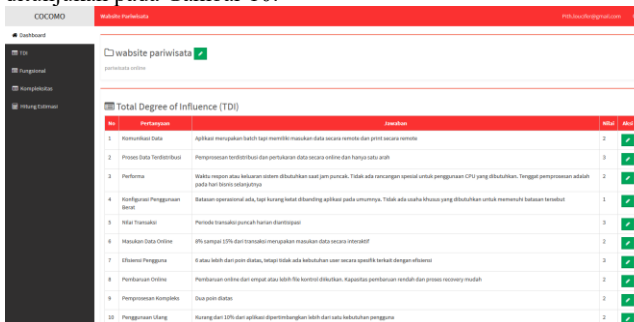 ditunjukan pada Gambar 10.
COCOMO
Website Pariwisata
Dashboard
TDI
Fungsional
Kompleksitas
Hitung Estimasi
wabsite pariwisata
pariwisata online
Total Degree of Influence (TDI)
No Pertanyaan Jawaban Nilai Aksi
1 Komunikasi Data Aplikasi merupakan batch tapi memiliki masukan data secara remote dan print secara remote 2
2 Proses Data Terdistribusi Pemprosesan terdistribusi dan pertukaran data secara online dan hanya satu arah 3
3 Performa Waktu respon atau keluaran sistem dibutuhkan saat jam puncak. Tidak ada rancangan spesial untuk penggunaan CPU yang dibutuhkan. Tengget pemprosesan adalah 2
pada hari bisnis selanjutnya
4 Konfigurasi Penggunaan Batasan operasional ada, tapi kurang ketat dibanding aplikasi pada umumnya. Tidak ada usaha khusus yang dibutuhkan untuk memenuhi batasan tersebut 1
Berat
5 Nilai Transaksi Periode transaksi puncak harian diantisipasi 3
6 Masukan Data Online 8% sampai 15% dari transaksi merupakan masukan data secara interaktif 2
7 Efisiensi Pengguna 6 atau lebih dari poin diatas, tetapi tidak ada kebutuhan user secara spesifik terkait dengan efisiensi 3
8 Pembaruan Online Pembaruan online dari empat atau lebih file kontrol diikutkan. Kapasitas pembaruan rendah dan proses recovery mudah 2
9 Pemprosesan Kompleks Dua poin diatas 2
10 Penggunaan Ulang Kurang dari 10% dari aplikasi dipertimbangkan lebih dari satu kebutuhan pengguna 2